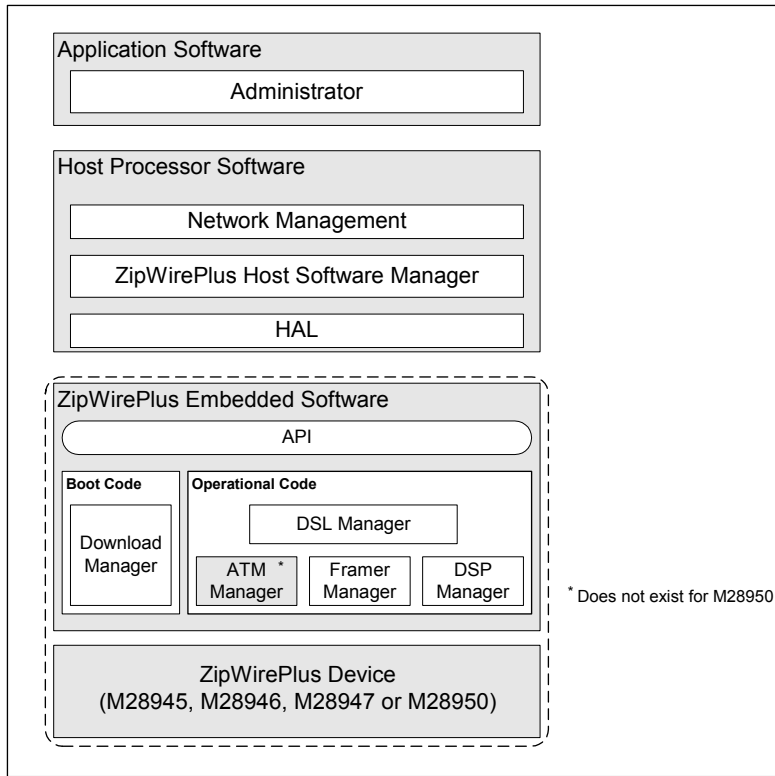 Application Software
Administrator
Host Processor Software
Network Management
ZipWirePlus Host Software Manager
HAL
ZipWirePlus Embedded Software
API
Boot Code
Download
Manager
Operational Code
DSL Manager
ATM *
Manager
Framer
Manager
DSP
Manager
* Does not exist for M28950
ZipWirePlus Device
(M28945, M28946, M28947 or M28950)